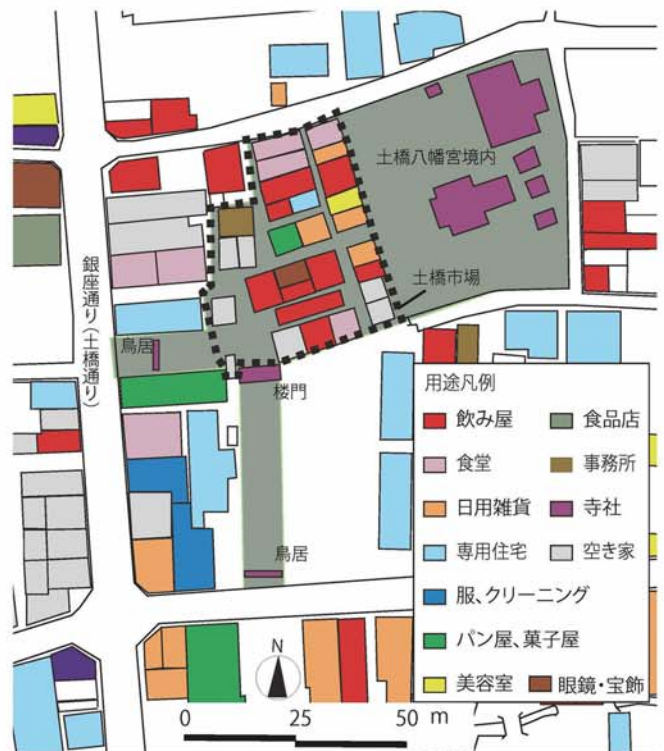 土橋八幡宮境内
土橋市場
銀座通り（土橋通り）
鳥居
楼門
鳥居
用途凡例
飲み屋
食品店
食堂
事務所
日用雑貨
寺社
専用住宅
空き家
服、クリーニング
パン屋、菓子屋
美容室
眼鏡・宝飾
N
0 25 50 m